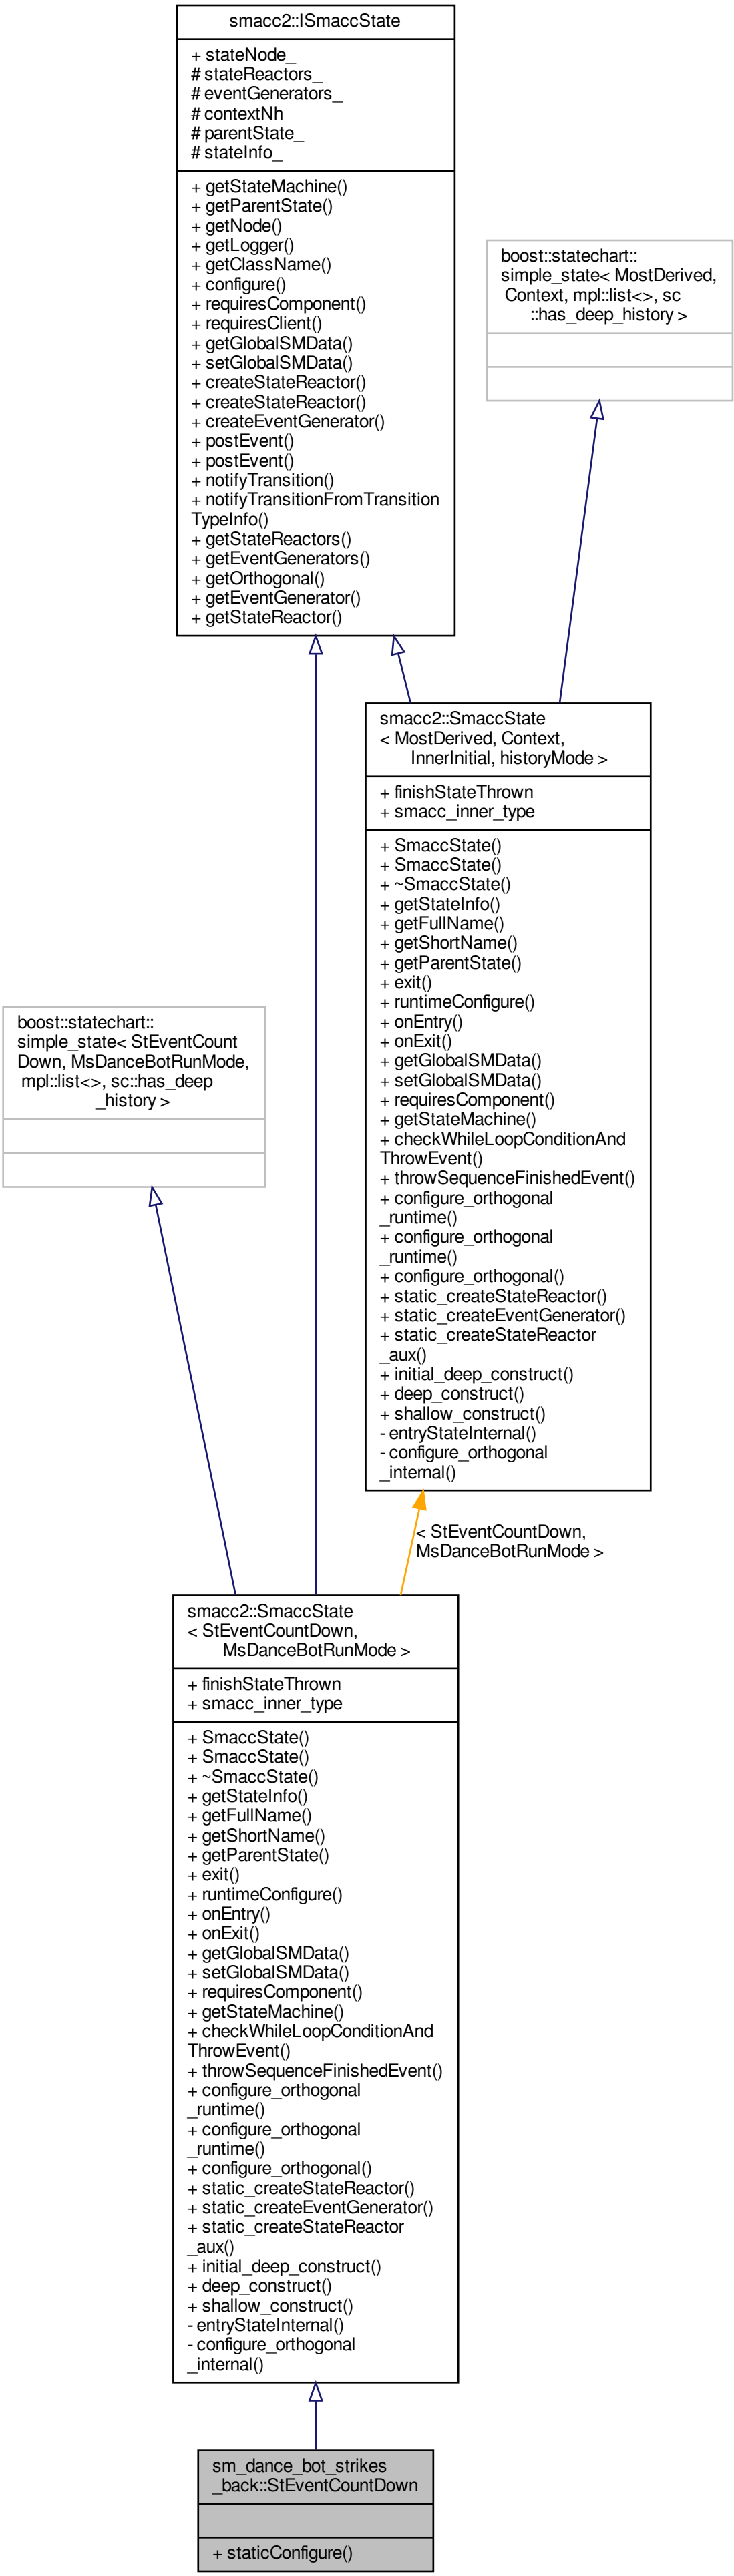 smacc2::ISmaccState
+ stateNode_
# stateReactors_
# eventGenerators_
# contextNh
# parentState_
# stateInfo_
+ getStateMachine()
+ getParentState()
+ getNode()
+ getLogger()
+ getClassName()
+ configure()
+ requiresComponent()
+ requiresClient()
+ getGlobalSMData()
+ setGlobalSMData()
+ createStateReactor()
+ createStateReactor()
+ createEventGenerator()
+ postEvent()
+ postEvent()
+ notifyTransition()
+ notifyTransitionFromTransition
TypeInfo()
+ getStateReactors()
+ getEventGenerators()
+ getOrthogonal()
+ getEventGenerator()
+ getStateReactor()
boost::statechart::
simple_state< MostDerived,
Context, mpl::list<>, sc
::has_deep_history >
smacc2::SmaccState
< MostDerived, Context,
InnerInitial, historyMode >
+ finishStateThrown
+ smacc_inner_type
+ SmaccState()
+ SmaccState()
+ ~SmaccState()
+ getStateInfo()
+ getFullName()
+ getShortName()
+ getParentState()
+ exit()
+ runtimeConfigure()
+ onEntry()
+ onExit()
+ getGlobalSMData()
+ setGlobalSMData()
+ requiresComponent()
+ getStateMachine()
+ checkWhileLoopConditionAnd
ThrowEvent()
+ throwSequenceFinishedEvent()
+ configure_orthogonal
_runtime()
+ configure_orthogonal
_runtime()
+ configure_orthogonal()
+ static_createStateReactor()
+ static_createEventGenerator()
+ static_createStateReactor
_aux()
+ initial_deep_construct()
+ deep_construct()
+ shallow_construct()
- entryStateInternal()
- configure_orthogonal
_internal()
boost::statechart::
simple_state< StEventCount
Down, MsDanceBotRunMode,
mpl::list<>, sc::has_deep
_history >
< StEventCountDown,
MsDanceBotRunMode >
smacc2::SmaccState
< StEventCountDown,
MsDanceBotRunMode >
+ finishStateThrown
+ smacc_inner_type
+ SmaccState()
+ SmaccState()
+ ~SmaccState()
+ getStateInfo()
+ getFullName()
+ getShortName()
+ getParentState()
+ exit()
+ runtimeConfigure()
+ onEntry()
+ onExit()
+ getGlobalSMData()
+ setGlobalSMData()
+ requiresComponent()
+ getStateMachine()
+ checkWhileLoopConditionAnd
ThrowEvent()
+ throwSequenceFinishedEvent()
+ configure_orthogonal
_runtime()
+ configure_orthogonal
_runtime()
+ configure_orthogonal()
+ static_createStateReactor()
+ static_createEventGenerator()
+ static_createStateReactor
_aux()
+ initial_deep_construct()
+ deep_construct()
+ shallow_construct()
- entryStateInternal()
- configure_orthogonal
_internal()
sm_dance_bot_strikes
_back::StEventCountDown
+ staticConfigure()